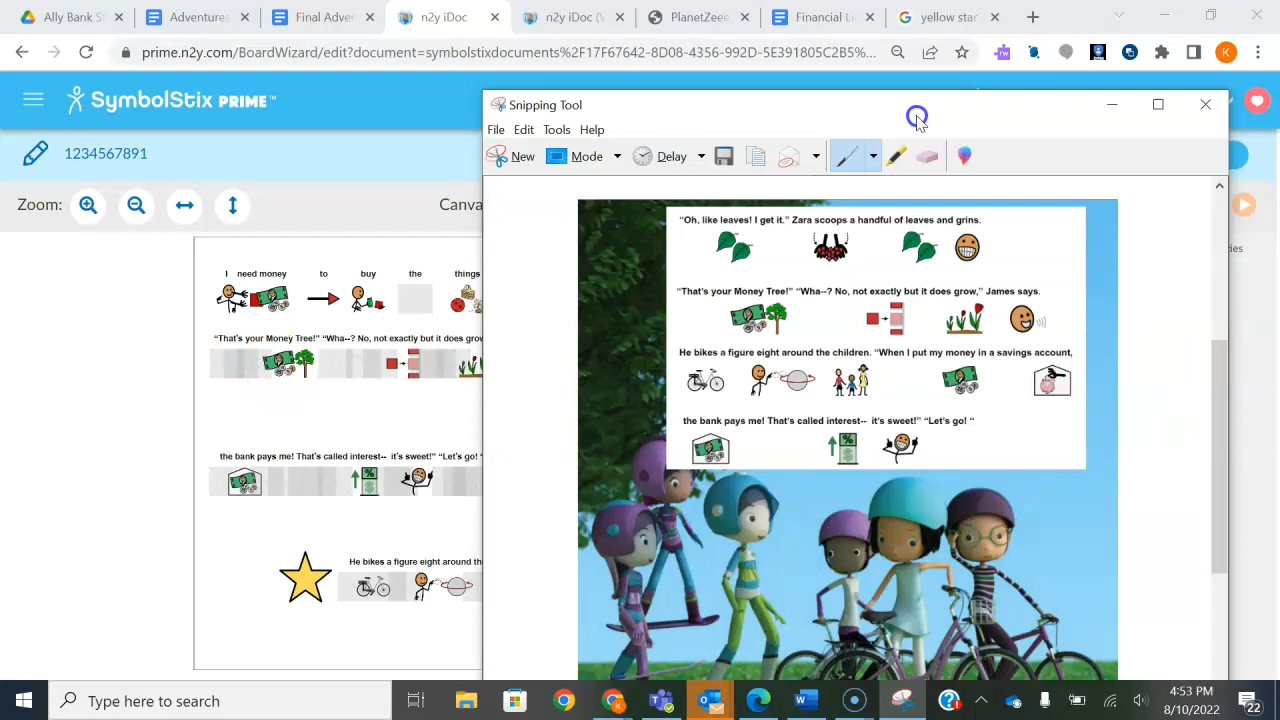 Ally Bank S
Adventures
Final Adver
n2y iDoc
n2y iDoc (V
PlanetZeee
Financial Li
yellow star
prime.n2y.com/BoardWizard/edit?document=symbolstixdocuments%2F17F67642-8D08-4356-992D-5E391805C2B5%...
K
SymbolStix PRIME™
1234567891
Zoom:
Canva
I need money to buy the things
"That's your Money Tree!" "Wha--? No, not exactly but it does grow
the bank pays me! That's called interest-- it's sweet!" "Let's go! "
He bikes a figure eight around the
Snipping Tool
File Edit Tools Help
New Mode Delay
"Oh, like leaves! I get it." Zara scoops a handful of leaves and grins.
"That's your Money Tree!" "Wha--? No, not exactly but it does grow," James says.
He bikes a figure eight around the children. "When I put my money in a savings account,
the bank pays me! That's called interest-- it's sweet!" "Let's go! "
ies
Type here to search
4:53 PM
8/10/2022
22